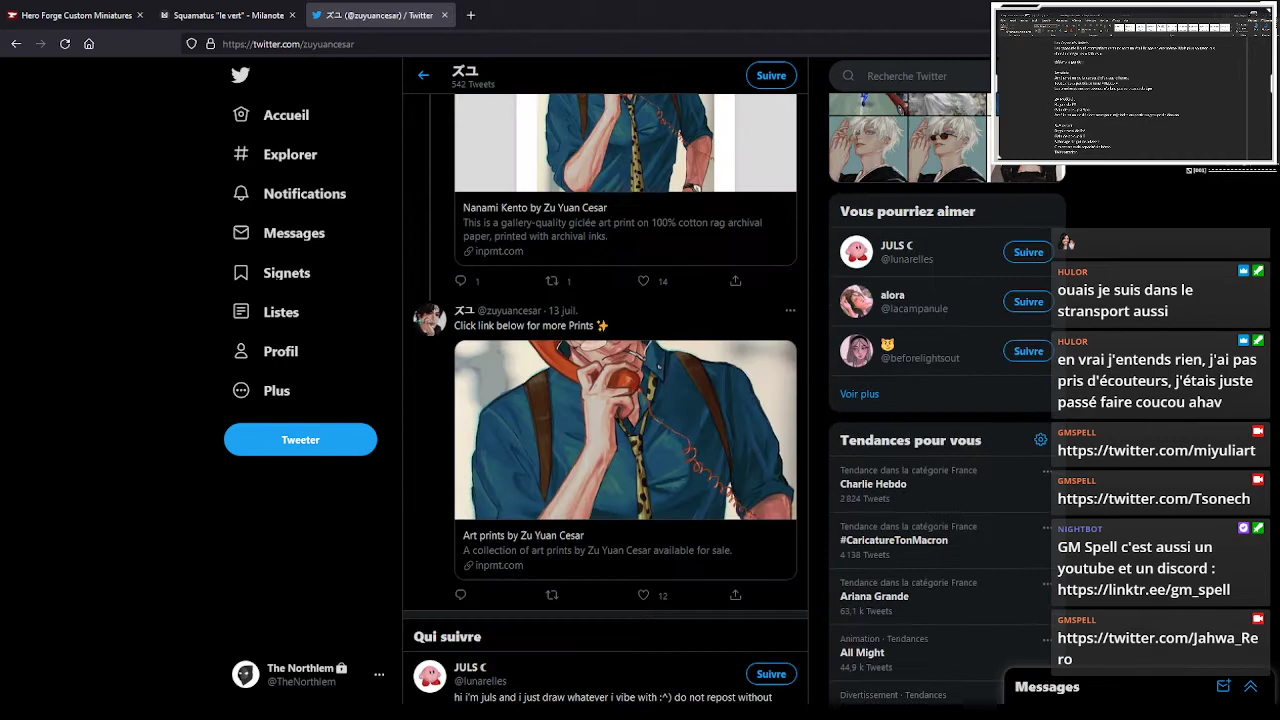 Hero Forge Custom Miniatures
Squamatus "le vert" - Milanote
ズユ (@zuyuancesar) / Twitter
https://twitter.com/zuyuancesar
ズユ
542 Tweets
Suivre
Recherche Twitter
Accueil
Explorer
Notifications
Messages
Signets
Listes
Profil
Plus
Tweeter
The Northlem
@TheNorthlem
Nanami Kento by Zu Yuan Cesar
This is a gallery-quality giclée art print on 100% cotton rag archival
paper, printed with archival inks.
inprnt.com
1
1
14
ズユ @zuyuancesar · 13 juil.
Click link below for more Prints ✨
Art prints by Zu Yuan Cesar
A collection of art prints by Zu Yuan Cesar available for sale.
inprnt.com
12
Qui suivre
JULS ☾
@lunarelles
Suivre
hi i'm juls and i just draw whatever i vibe with :^) do not repost without
Vous pourriez aimer
JULS ☾
@lunarelles
Suivre
alora
@lacampanule
Suivre
@beforelightsout
Suivre
Voir plus
Tendances pour vous
Tendance dans la catégorie France
Charlie Hebdo
2 824 Tweets
Tendance dans la catégorie France
#CaricatureTonMacron
4 138 Tweets
Tendance dans la catégorie France
Ariana Grande
63,1 k Tweets
Animation · Tendances
All Might
44,9 k Tweets
Divertissement · Tendances
HULOR
ouais je suis dans le
stransport aussi
HULOR
en vrai j'entends rien, j'ai pas
pris d'écouteurs, j'étais juste
passé faire coucou ahav
GMSPELL
https://twitter.com/miyuliart
GMSPELL
https://twitter.com/Tsonech
NIGHTBOT
GM Spell c'est aussi un
youtube et un discord :
https://linktr.ee/gm_spell
GMSPELL
https://twitter.com/Jahwa_Re
ro
Messages